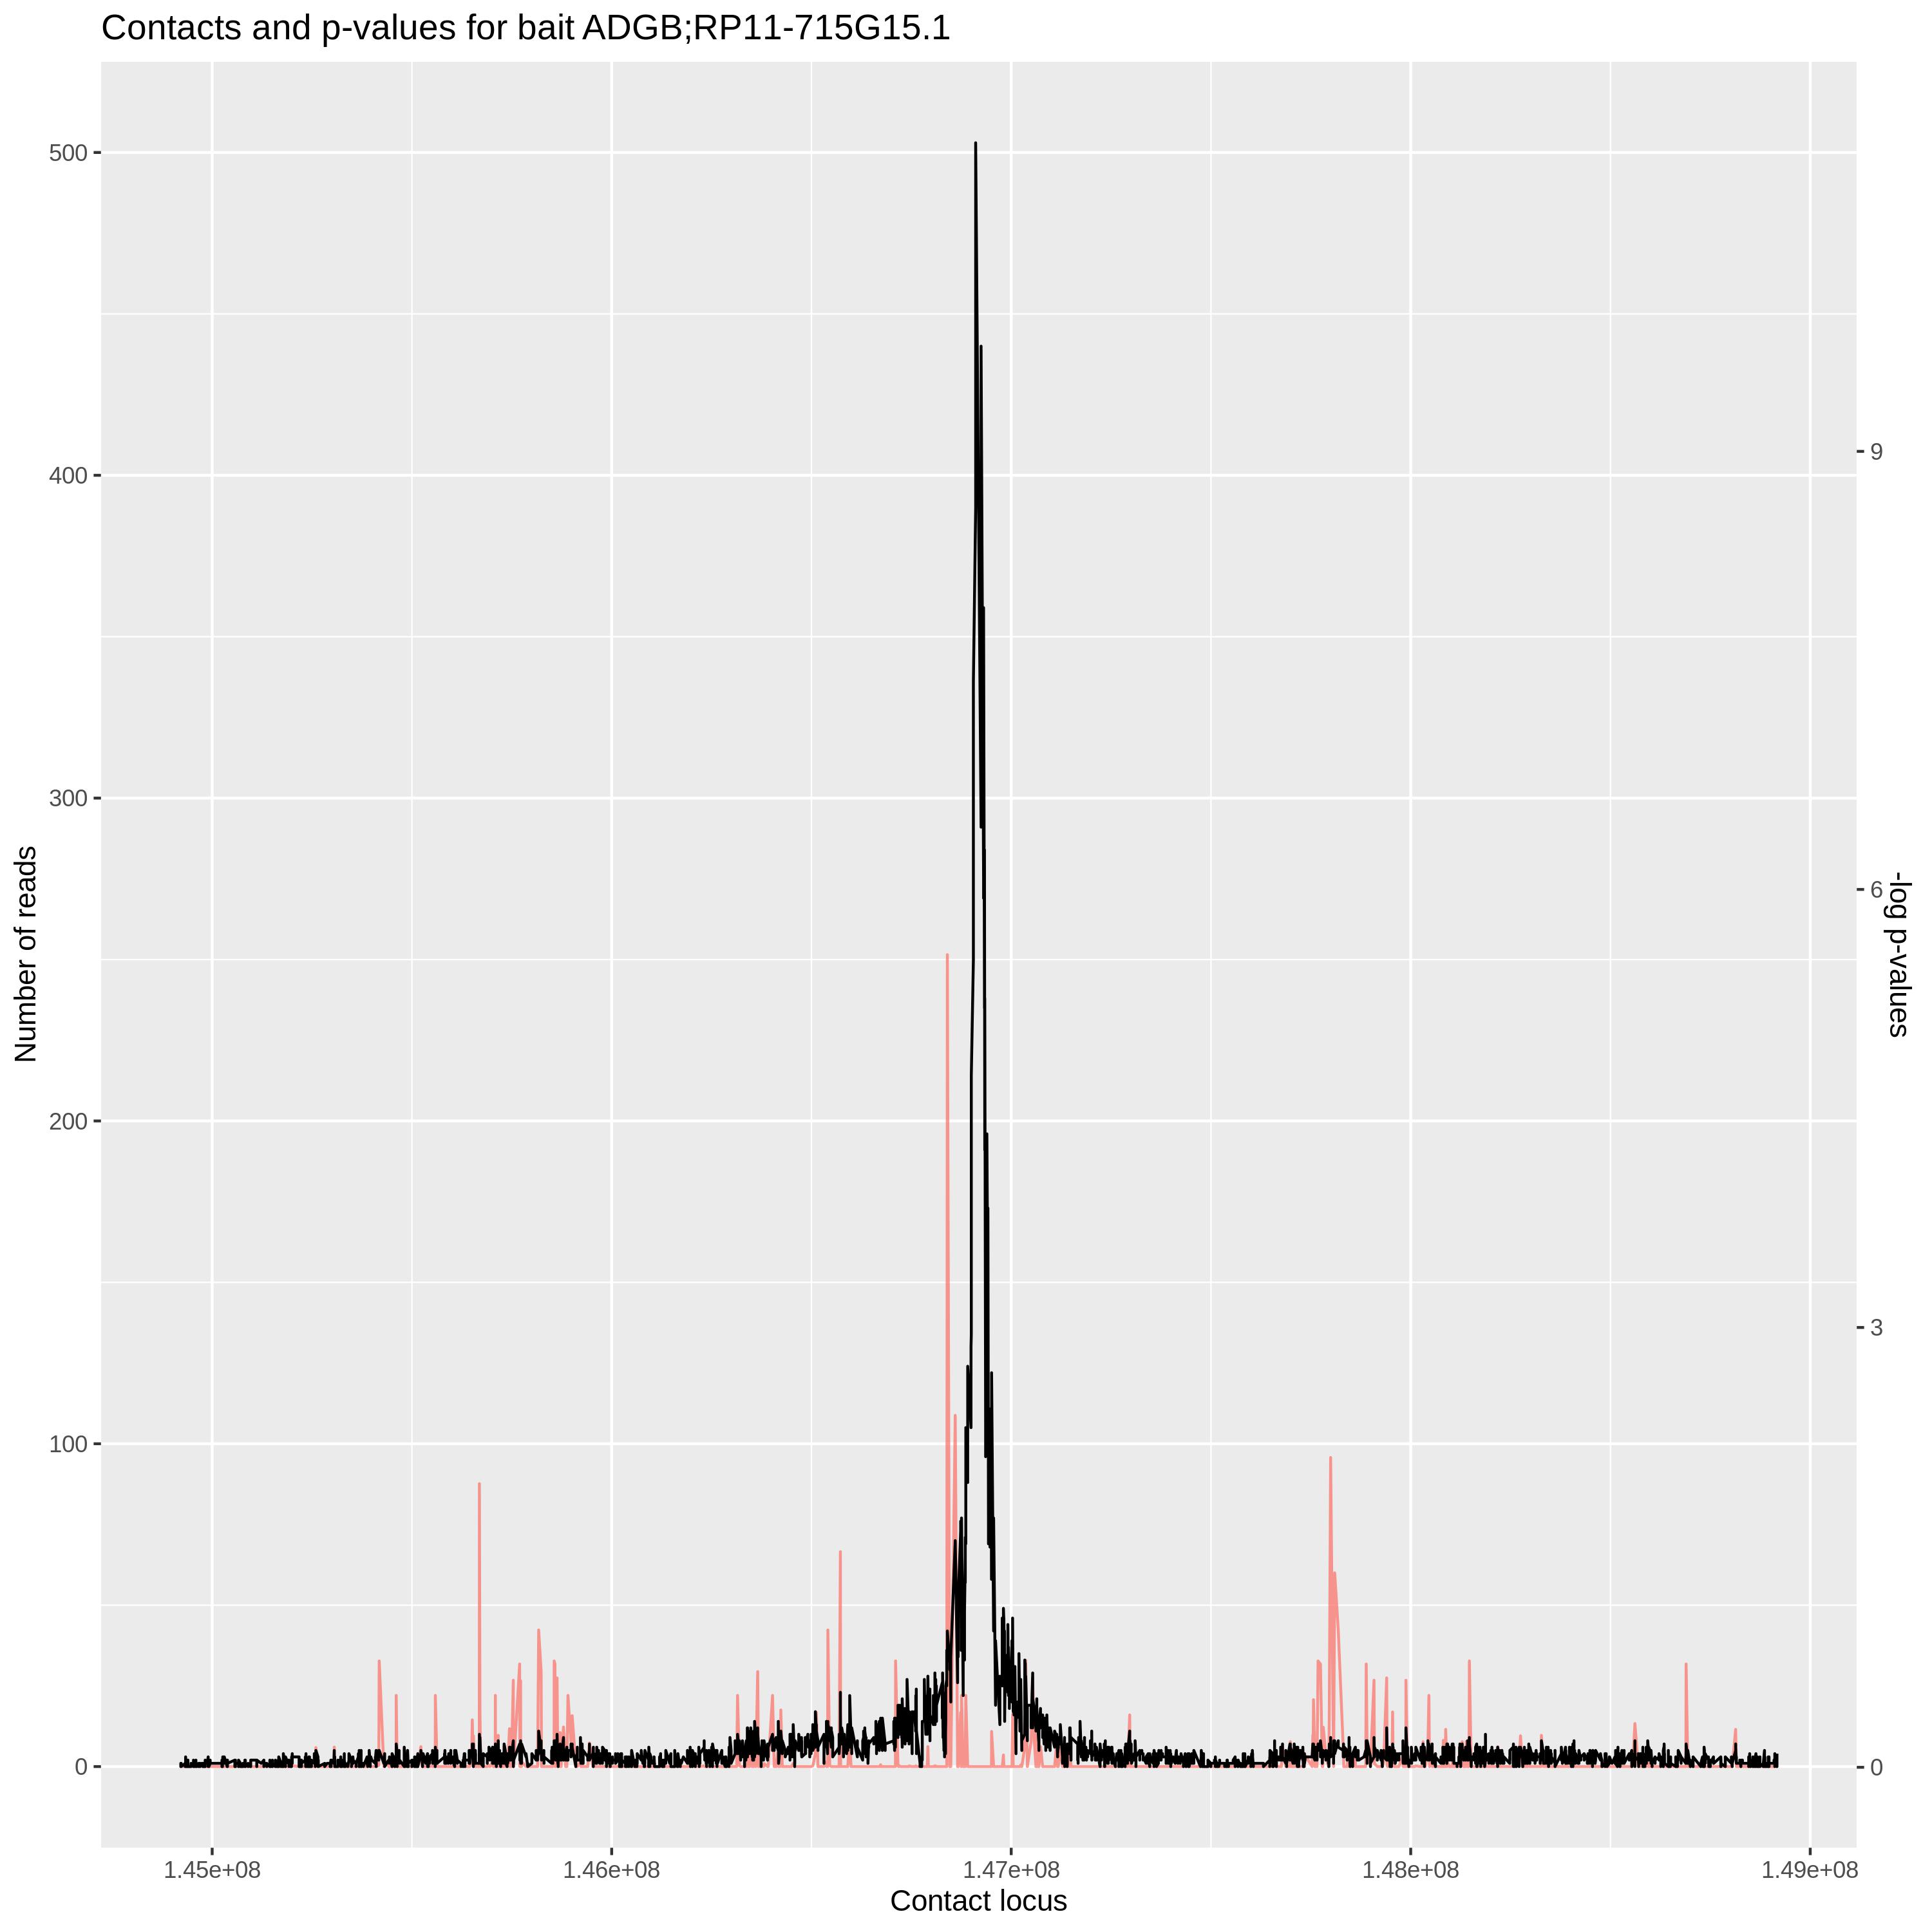 Contacts and p-values for bait ADGB;RP11-715G15.1
500
400
300
200
100
0
Number of reads
9
6
3
0
-log p-values
1.45e+08
1.46e+08
1.47e+08
1.48e+08
1.49e+08
Contact locus